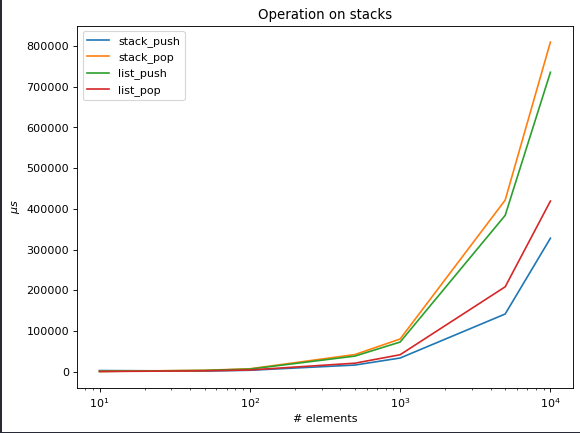 Operation on stacks
stack_push
stack_pop
list_push
list_pop
800000
700000
600000
500000
400000
300000
200000
100000
0
μs
10¹
10²
10³
10⁴
# elements